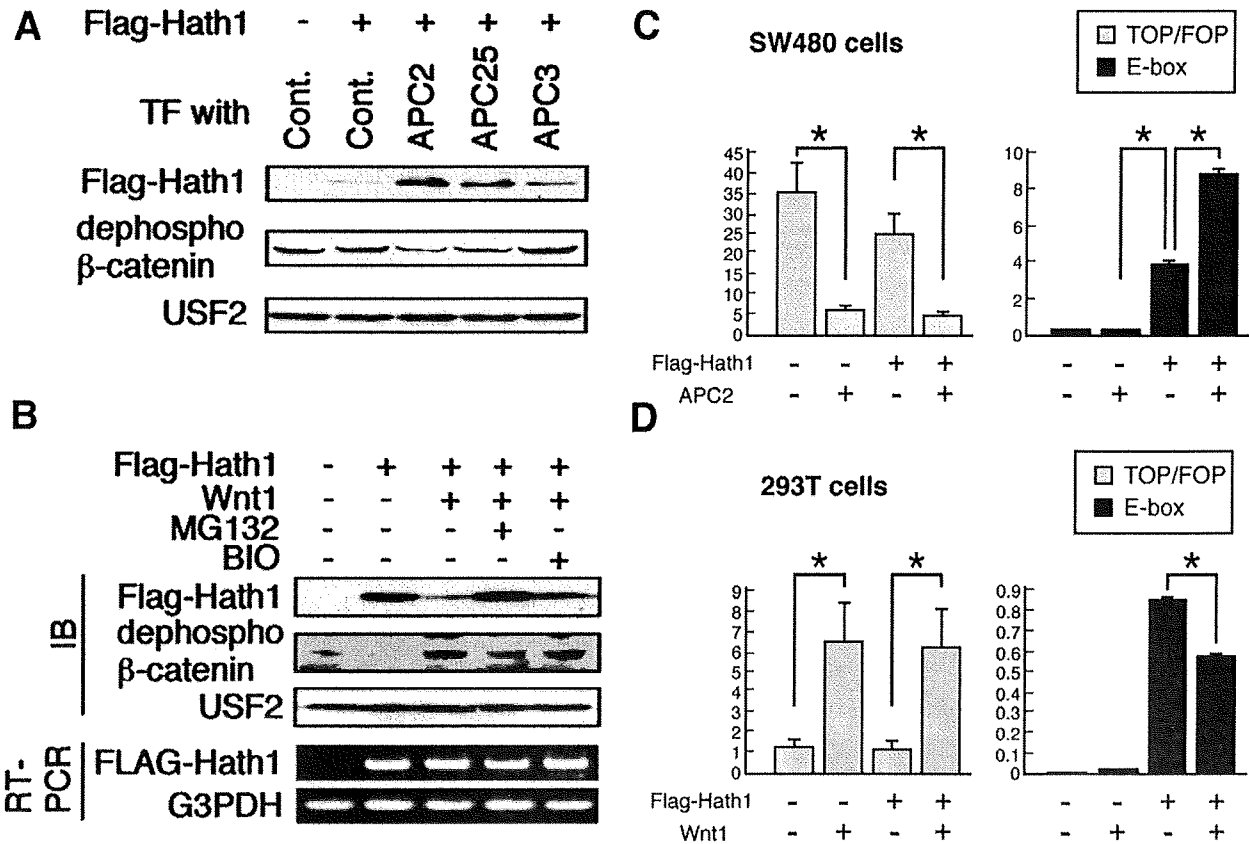 A
Flag-Hath1 - + + + +
TF with Cont. Cont. APC2 APC25 APC3
Flag-Hath1
dephospho
β-catenin
USF2
B
Flag-Hath1 - + + + +
Wnt1 - - + + +
MG132 - - - + -
BIO - - - - +
IB
Flag-Hath1
dephospho
β-catenin
USF2
RT-
PCR
FLAG-Hath1
G3PDH
C
SW480 cells
TOP/FOP
E-box
* *
45
40
35
30
25
20
15
10
5
0
* *
10
8
6
4
2
0
Flag-Hath1 - - + + - - + +
APC2 - + - + - + - +
D
293T cells
TOP/FOP
E-box
* *
9
8
7
6
5
4
3
2
1
0
*
0.9
0.8
0.7
0.6
0.5
0.4
0.3
0.2
0.1
0
Flag-Hath1 - - + + - - + +
Wnt1 - + - + - + - +